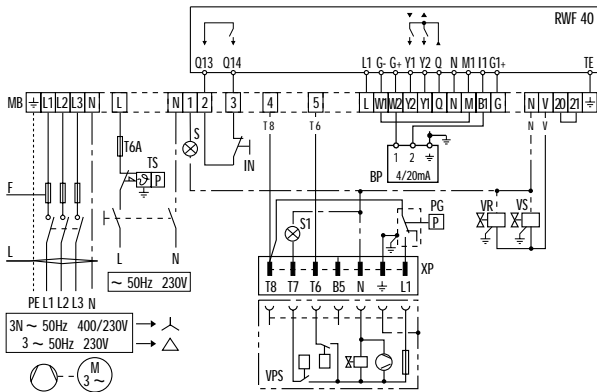 RWF 40
Q13 Q14 L1 G- G+ Y1 Y2 Q N M1 I1 G1+ TE
MB L1 L2 L3 N L N 1 2 3 4 5 L W1 W2 Y2 Y1 Q N M B1 G N V 20 21
T8 T6 N V
T6A S
TS P IN
1 2
BP 4/20mA
F
PG
P
VR VS
S1
L
L N
XP
~ 50Hz 230V
T8 T7 T6 B5 N L1
PE L1 L2 L3 N
3N ~ 50Hz 400/230V
3 ~ 50Hz 230V
VPS
M
3 ~